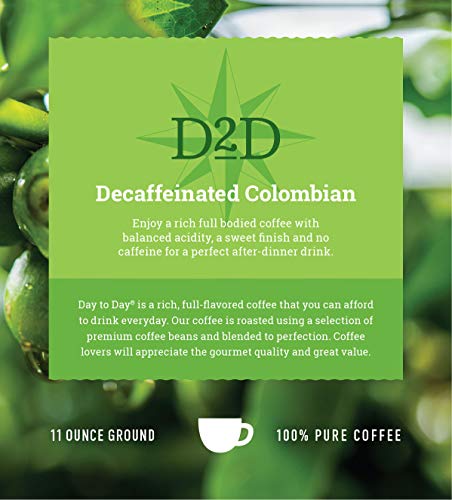 D2D
Decaffeinated Colombian
Enjoy a rich full bodied coffee with
balanced acidity, a sweet finish and no
caffeine for a perfect after-dinner drink.
Day to Day® is a rich, full-flavored coffee that you can afford
to drink everyday. Our coffee is roasted using a selection of
premium coffee beans and blended to perfection. Coffee
lovers will appreciate the gourmet quality and great value.
11 OUNCE GROUND
100% PURE COFFEE